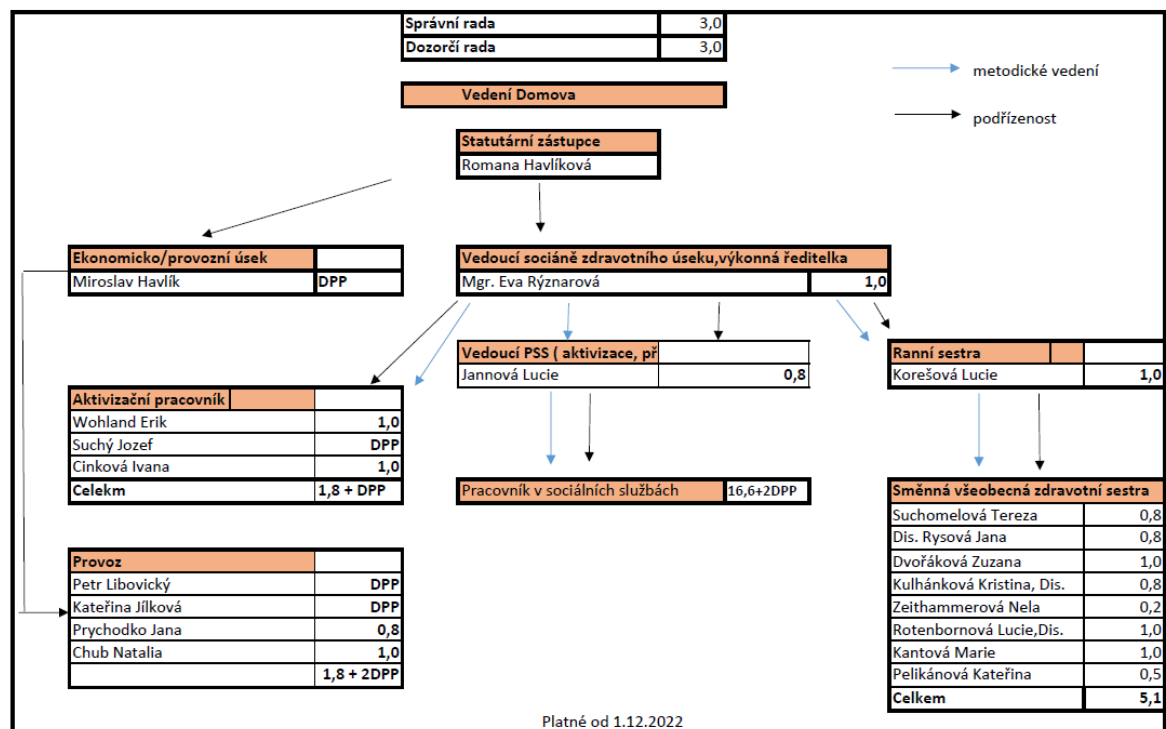 Správní rada 3,0
Dozorčí rada 3,0
metodické vedení
Vedení Domova
podřízenost
Statutární zástupce
Romana Havlíková
Ekonomicko/provozní úsek
Miroslav Havlík DPP
Vedoucí sociáně zdravotního úseku,výkonná ředitelka
Mgr. Eva Rýznarová 1,0
Vedoucí PSS ( aktivizace, př
Jannová Lucie 0,8
Ranní sestra
Korešová Lucie 1,0
Aktivizační pracovník
Wohland Erik 1,0
Suchý Jozef DPP
Cinková Ivana 1,0
Celekm 1,8 + DPP
Pracovník v sociálních službách 16,6+2DPP
Směnná všeobecná zdravotní sestra
Suchomelová Tereza 0,8
Dis. Rysová Jana 0,8
Dvořáková Zuzana 1,0
Kulhánková Kristina, Dis. 0,8
Zeithammerová Nela 0,2
Rotenbornová Lucie,Dis. 1,0
Kantová Marie 1,0
Pelikánová Kateřina 0,5
Celkem 5,1
Provoz
Petr Libovický DPP
Kateřina Jílková DPP
Prychodko Jana 0,8
Chub Natalia 1,0
1,8 + 2DPP
Platné od 1.12.2022